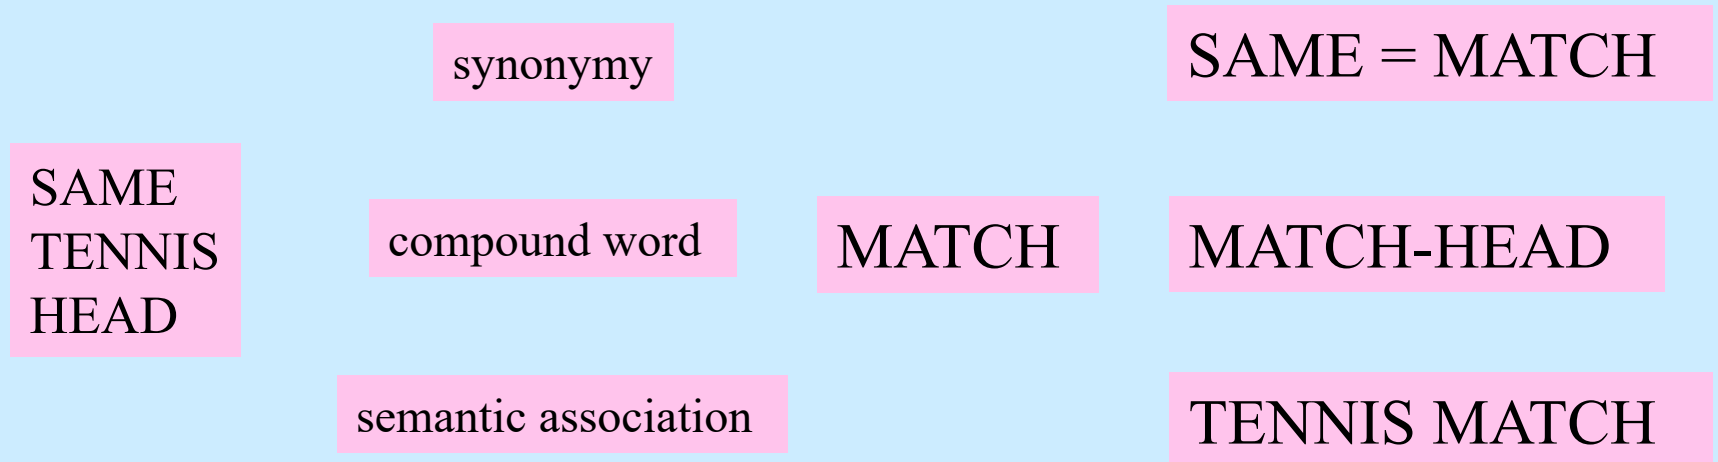 SAME
TENNIS
HEAD
synonymy
compound word
semantic association
MATCH
SAME = MATCH
MATCH-HEAD
TENNIS MATCH